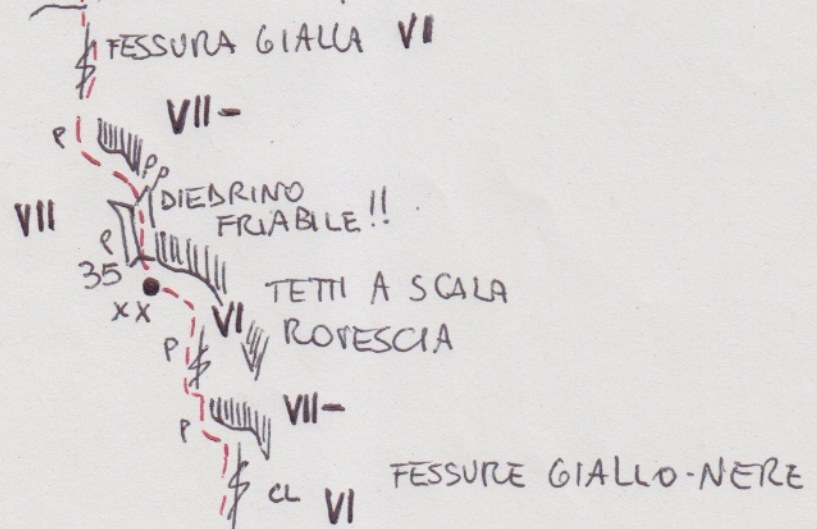 FESSURA GIALLA VI
VII-
P
P P
DIEDRINO
VII
FRIABILE!!
P
35
TETTI A SCALA
XX
VI
ROVESCIA
P
VII-
P
FESSURE GIALLO-NERE
CL VI